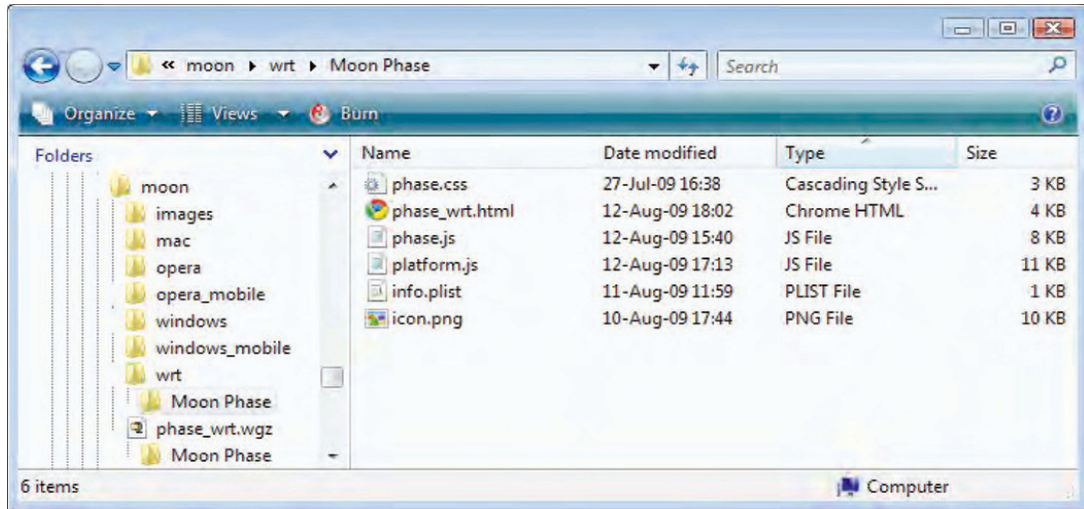 « moon ▸ wrt ▸ Moon Phase Search
Organize Views Burn
Folders Name Date modified Type Size
moon phase.css 27-Jul-09 16:38 Cascading Style S... 3 KB
images phase_wrt.html 12-Aug-09 18:02 Chrome HTML 4 KB
mac phase.js 12-Aug-09 15:40 JS File 8 KB
opera platform.js 12-Aug-09 17:13 JS File 11 KB
opera_mobile info.plist 11-Aug-09 11:59 PLIST File 1 KB
windows icon.png 10-Aug-09 17:44 PNG File 10 KB
windows_mobile
wrt
Moon Phase
phase_wrt.wgz
Moon Phase
6 items Computer